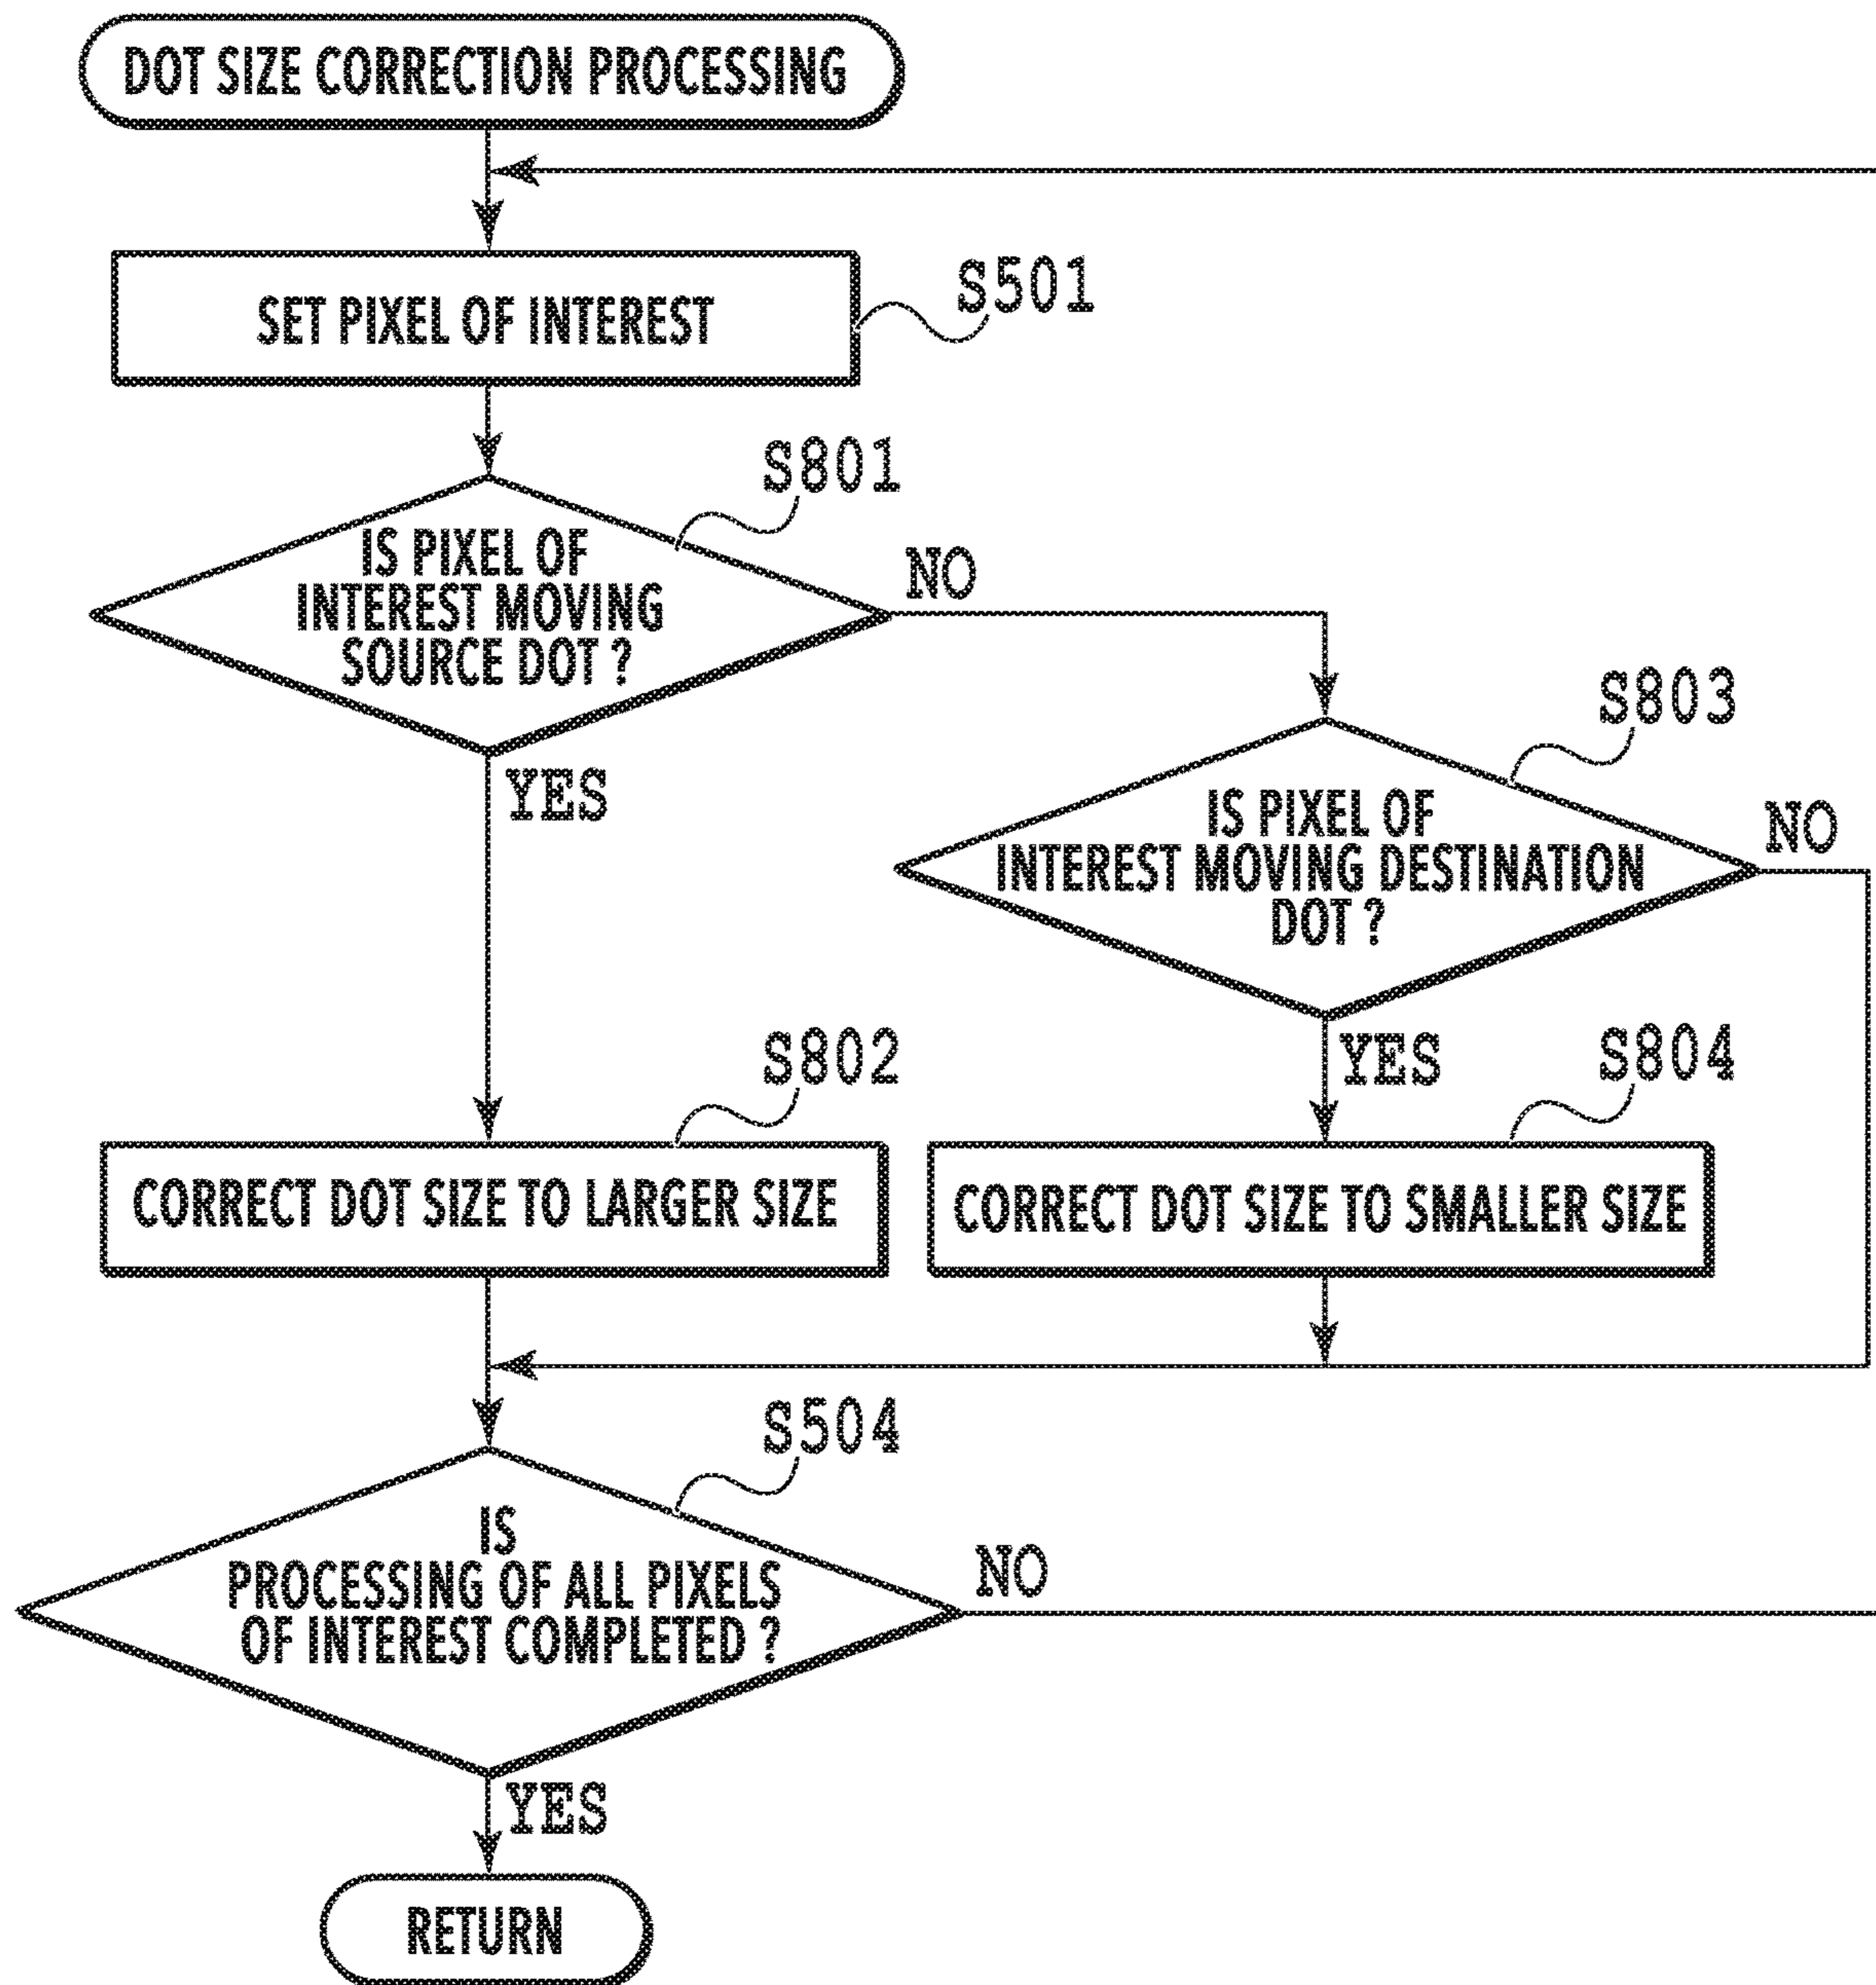 DOT SIZE CORRECTION PROCESSING
SET PIXEL OF INTEREST
S501
S801
IS PIXEL OF
INTEREST MOVING
SOURCE DOT ?
NO
YES
S803
IS PIXEL OF
INTEREST MOVING DESTINATION
DOT ?
NO
YES
S802
CORRECT DOT SIZE TO LARGER SIZE
S804
CORRECT DOT SIZE TO SMALLER SIZE
S504
IS
PROCESSING OF ALL PIXELS
OF INTEREST COMPLETED ?
NO
YES
RETURN